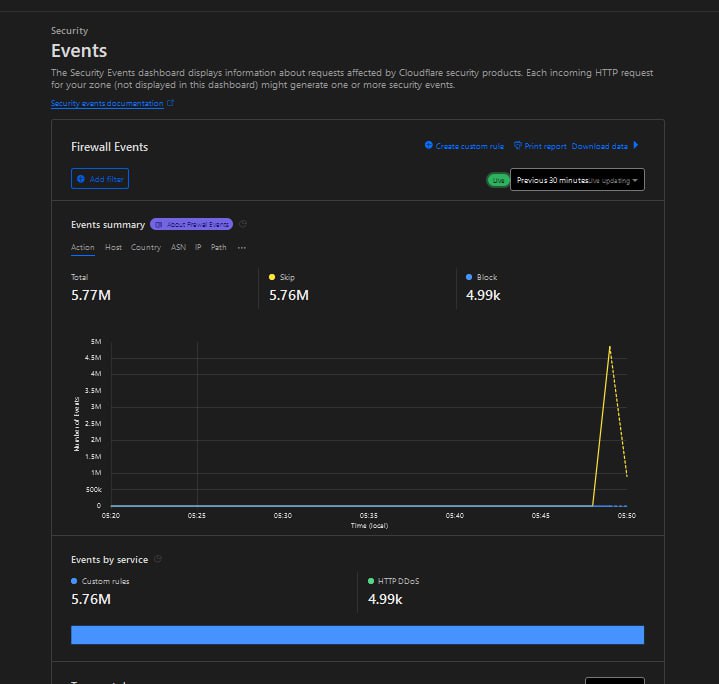 Security
Events
The Security Events dashboard displays information about requests affected by Cloudflare security products. Each incoming HTTP request
for your zone (not displayed in this dashboard) might generate one or more security events.
Security events documentation
Firewall Events
Create custom rule
Print report
Download data
Add filter
Live
Previous 30 minutes
Live updating
Events summary
About Firewall Events
Action Host Country ASN IP Path ...
Total
5.77M
Skip
5.76M
Block
4.99k
Number of Events
5M
4.5M
4M
3.5M
3M
2.5M
2M
1.5M
1M
500k
0
05:20 05:25 05:30 05:35 05:40 05:45 05:50
Time (local)
Events by service
Custom rules
5.76M
HTTP DDoS
4.99k